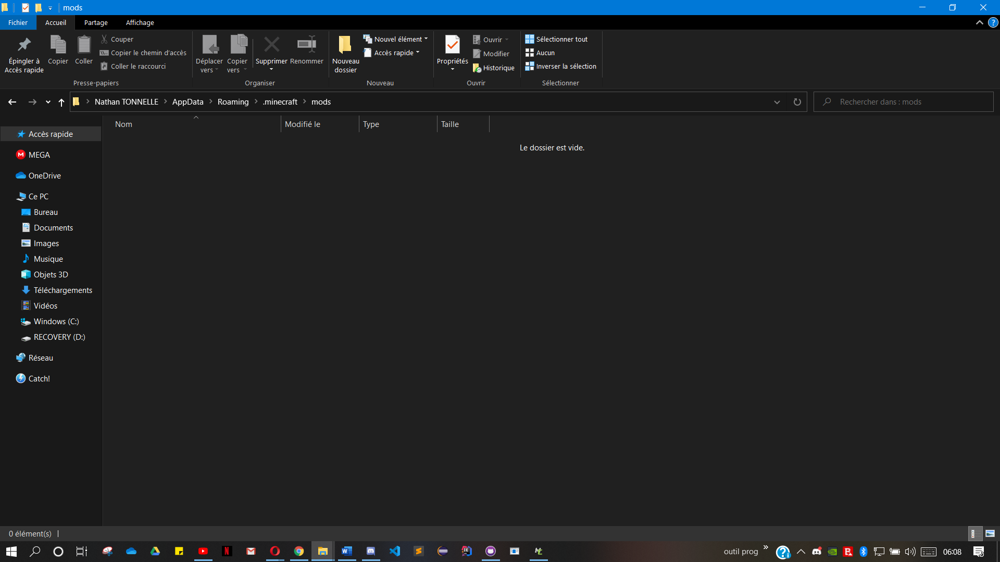 mods
Fichier
Accueil
Partage
Affichage
Épingler à
Accès rapide
Copier
Coller
Couper
Copier le chemin d'accès
Coller le raccourci
Presse-papiers
Déplacer
vers
Copier
vers
Supprimer
Renommer
Organiser
Nouveau
dossier
Nouvel élément
Accès rapide
Nouveau
Propriétés
Ouvrir
Modifier
Historique
Ouvrir
Sélectionner tout
Aucun
Inverser la sélection
Sélectionner
Nathan TONNELLE
AppData
Roaming
.minecraft
mods
Rechercher dans : mods
Nom
Modifié le
Type
Taille
Le dossier est vide.
Accès rapide
MEGA
OneDrive
Ce PC
Bureau
Documents
Images
Musique
Objets 3D
Téléchargements
Vidéos
Windows (C:)
RECOVERY (D:)
Réseau
Catch!
0 élément(s)
outil prog
06:08